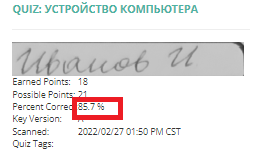 QUIZ: УСТРОЙСТВО КОМПЬЮТЕРА
Иванов И
Earned Points: 18
Possible Points: 21
Percent Correc 85.7 %
Key Version:
Scanned: 2022/02/27 01:50 PM CST
Quiz Tags: